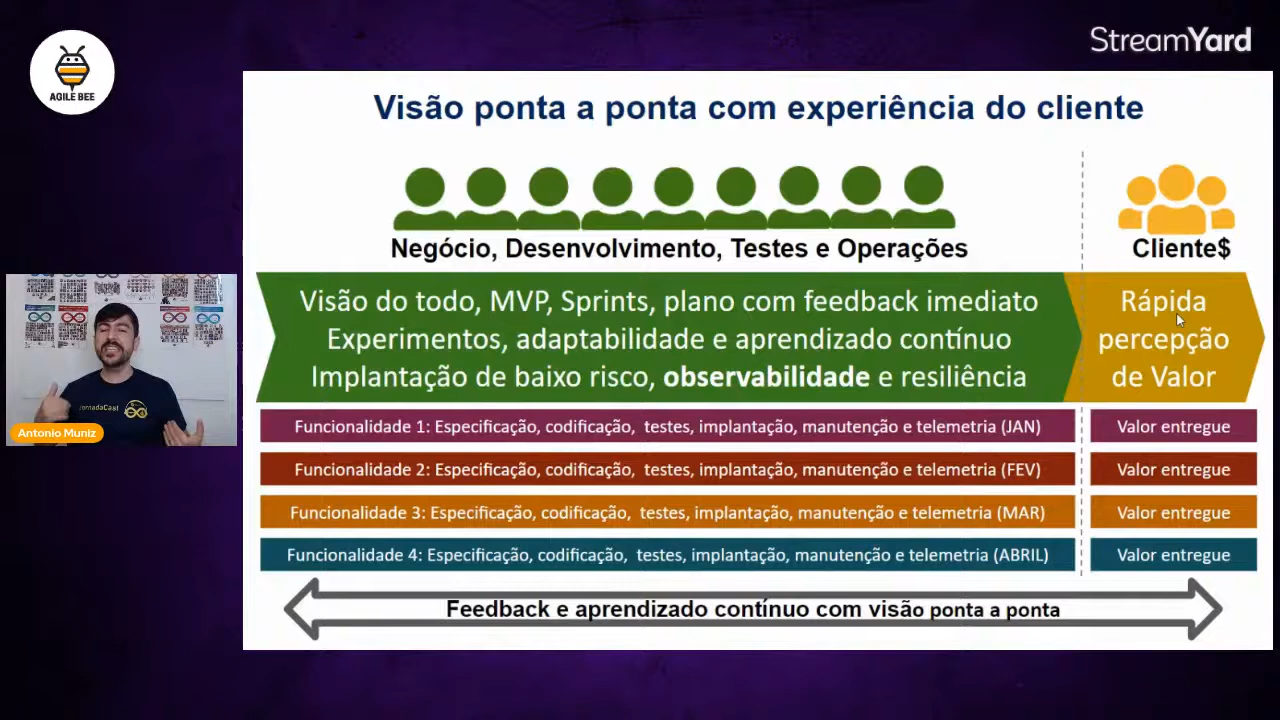 AGILE BEE
StreamYard
Visão ponta a ponta com experiência do cliente
Negócio, Desenvolvimento, Testes e Operações
Cliente$
Visão do todo, MVP, Sprints, plano com feedback imediato
Experimentos, adaptabilidade e aprendizado contínuo
Implantação de baixo risco, observabilidade e resiliência
Rápida
percepção
de Valor
Funcionalidade 1: Especificação, codificação, testes, implantação, manutenção e telemetria (JAN)
Valor entregue
Funcionalidade 2: Especificação, codificação, testes, implantação, manutenção e telemetria (FEV)
Valor entregue
Funcionalidade 3: Especificação, codificação, testes, implantação, manutenção e telemetria (MAR)
Valor entregue
Funcionalidade 4: Especificação, codificação, testes, implantação, manutenção e telemetria (ABRIL)
Valor entregue
Feedback e aprendizado contínuo com visão ponta a ponta
JornadaCast
Antonio Muniz